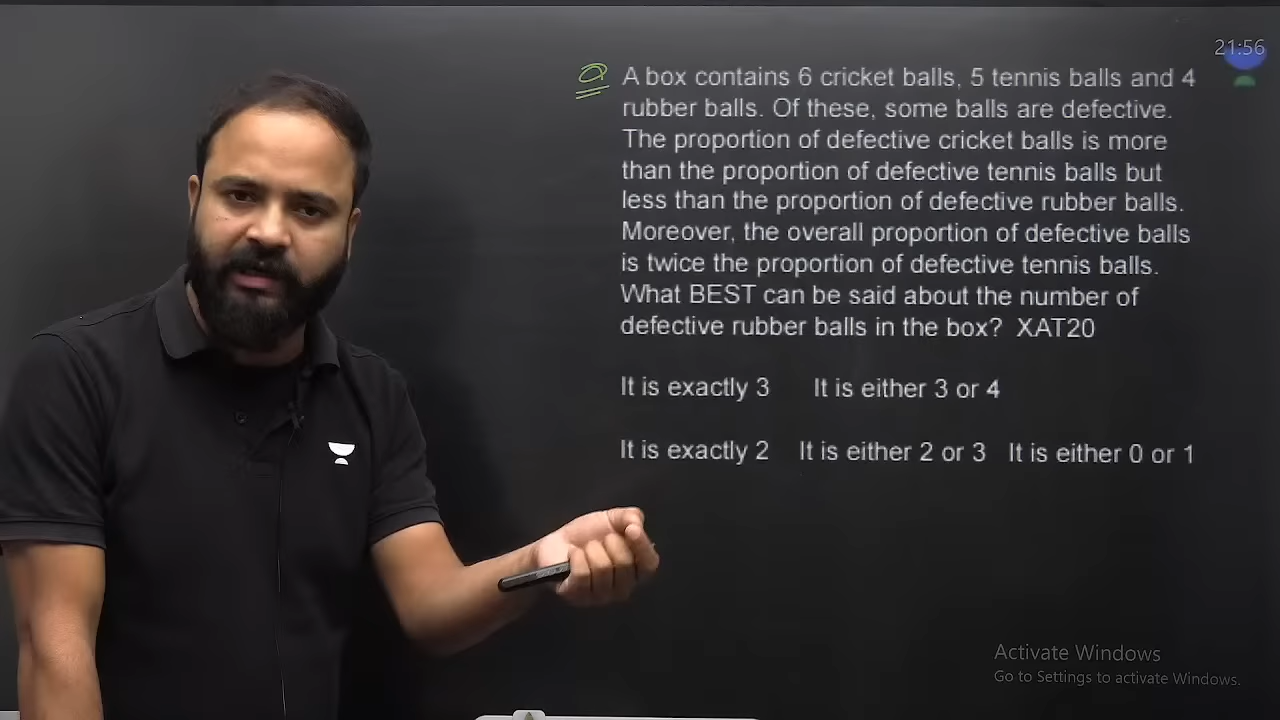 21:56
Q A box contains 6 cricket balls, 5 tennis balls and 4
rubber balls. Of these, some balls are defective.
The proportion of defective cricket balls is more
than the proportion of defective tennis balls but
less than the proportion of defective rubber balls.
Moreover, the overall proportion of defective balls
is twice the proportion of defective tennis balls.
What BEST can be said about the number of
defective rubber balls in the box? XAT20
It is exactly 3 It is either 3 or 4
It is exactly 2 It is either 2 or 3 It is either 0 or 1
Activate Windows
Go to Settings to activate Windows.